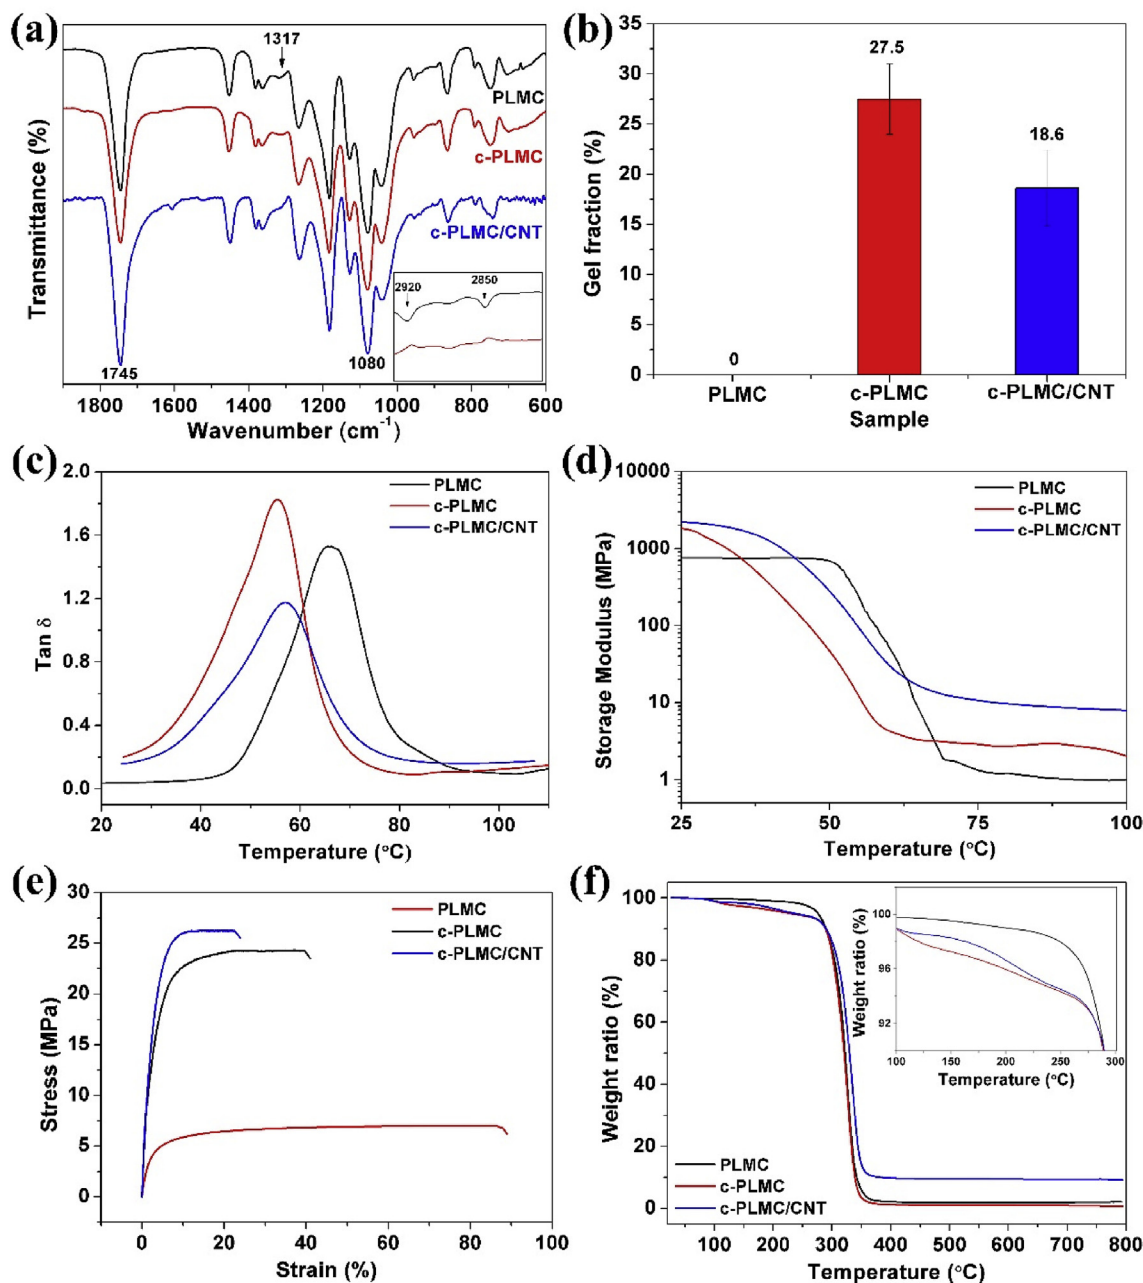 (a)
1317
PLMC
c-PLMC
c-PLMC/CNT
2920
2850
1745
1080
Transmittance (%)
1800 1600 1400 1200 1000 800 600
Wavenumber (cm⁻¹)
(b)
35
30
25
20
15
10
5
0
Gel fraction (%)
27.5
18.6
0
PLMC
c-PLMC
c-PLMC/CNT
Sample
(c)
2.0
1.6
1.2
0.8
0.4
0.0
Tan δ
PLMC
c-PLMC
c-PLMC/CNT
20 40 60 80 100
Temperature (°C)
(d)
10000
1000
100
10
1
Storage Modulus (MPa)
PLMC
c-PLMC
c-PLMC/CNT
25 50 75 100
Temperature (°C)
(e)
30
25
20
15
10
5
0
Stress (MPa)
PLMC
c-PLMC
c-PLMC/CNT
0 20 40 60 80 100
Strain (%)
(f)
100
80
60
40
20
0
Weight ratio (%)
100
96
92
Weight ratio (%)
100 150 200 250 300
Temperature (°C)
PLMC
c-PLMC
c-PLMC/CNT
100 200 300 400 500 600 700 800
Temperature (°C)